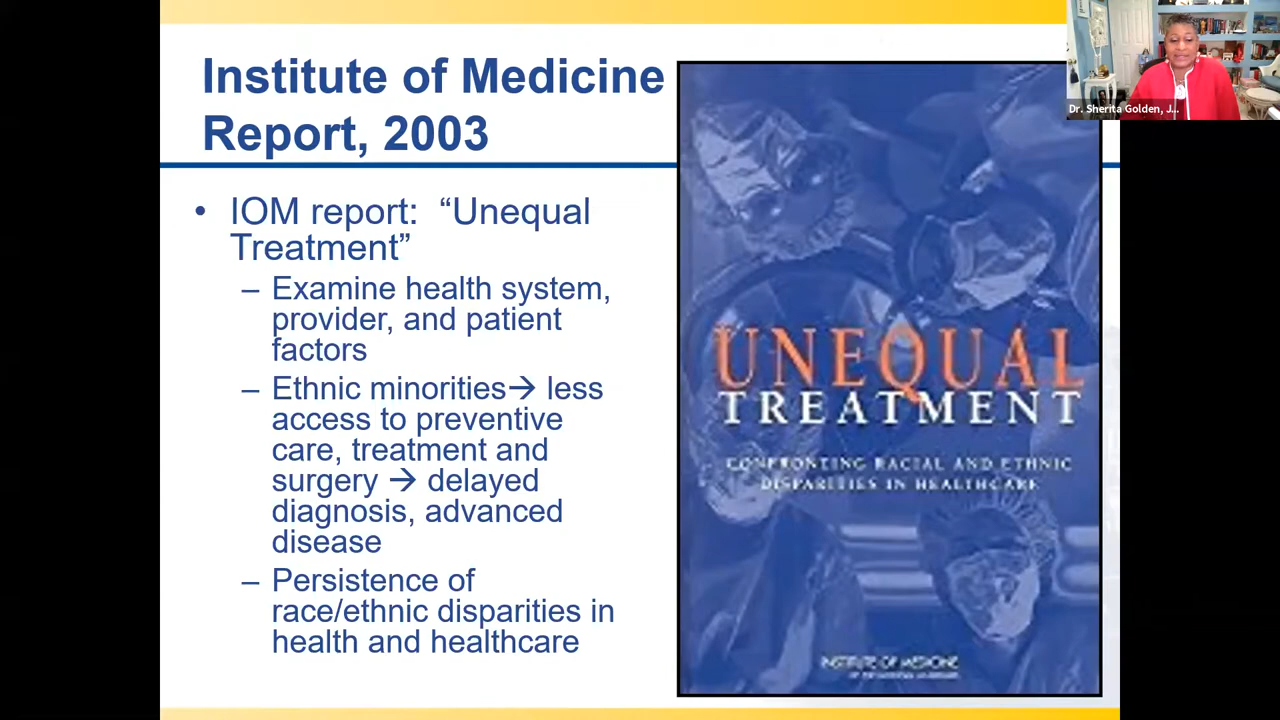 Institute of Medicine
Report, 2003
• IOM report: “Unequal
Treatment”
– Examine health system,
provider, and patient
factors
– Ethnic minorities→ less
access to preventive
care, treatment and
surgery → delayed
diagnosis, advanced
disease
– Persistence of
race/ethnic disparities in
health and healthcare
UNEQUAL
TREATMENT
CONFRONTING RACIAL AND ETHNIC
DISPARITIES IN HEALTHCARE
INSTITUTE OF MEDICINE
Dr. Sherita Golden, J...